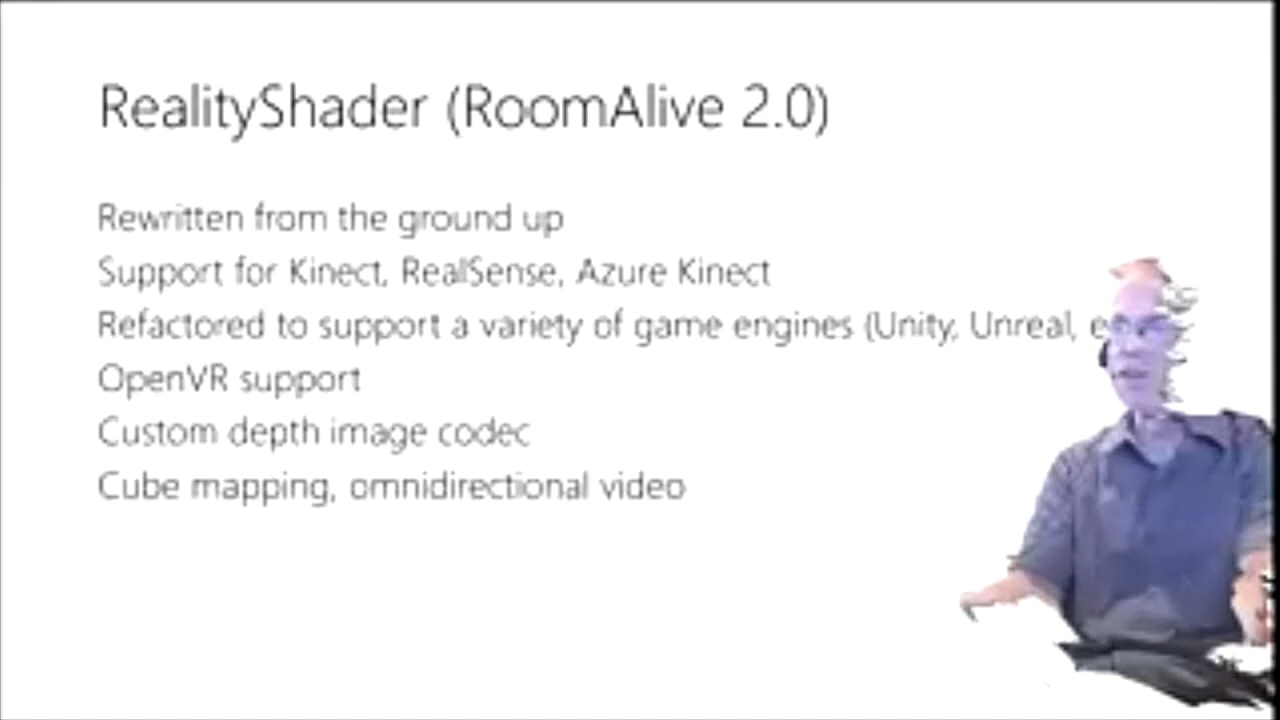 RealityShader (RoomAlive 2.0)
Rewritten from the ground up
Support for Kinect, RealSense, Azure Kinect
Refactored to support a variety of game engines (Unity, Unreal,
OpenVR support
Custom depth image codec
Cube mapping, omnidirectional video